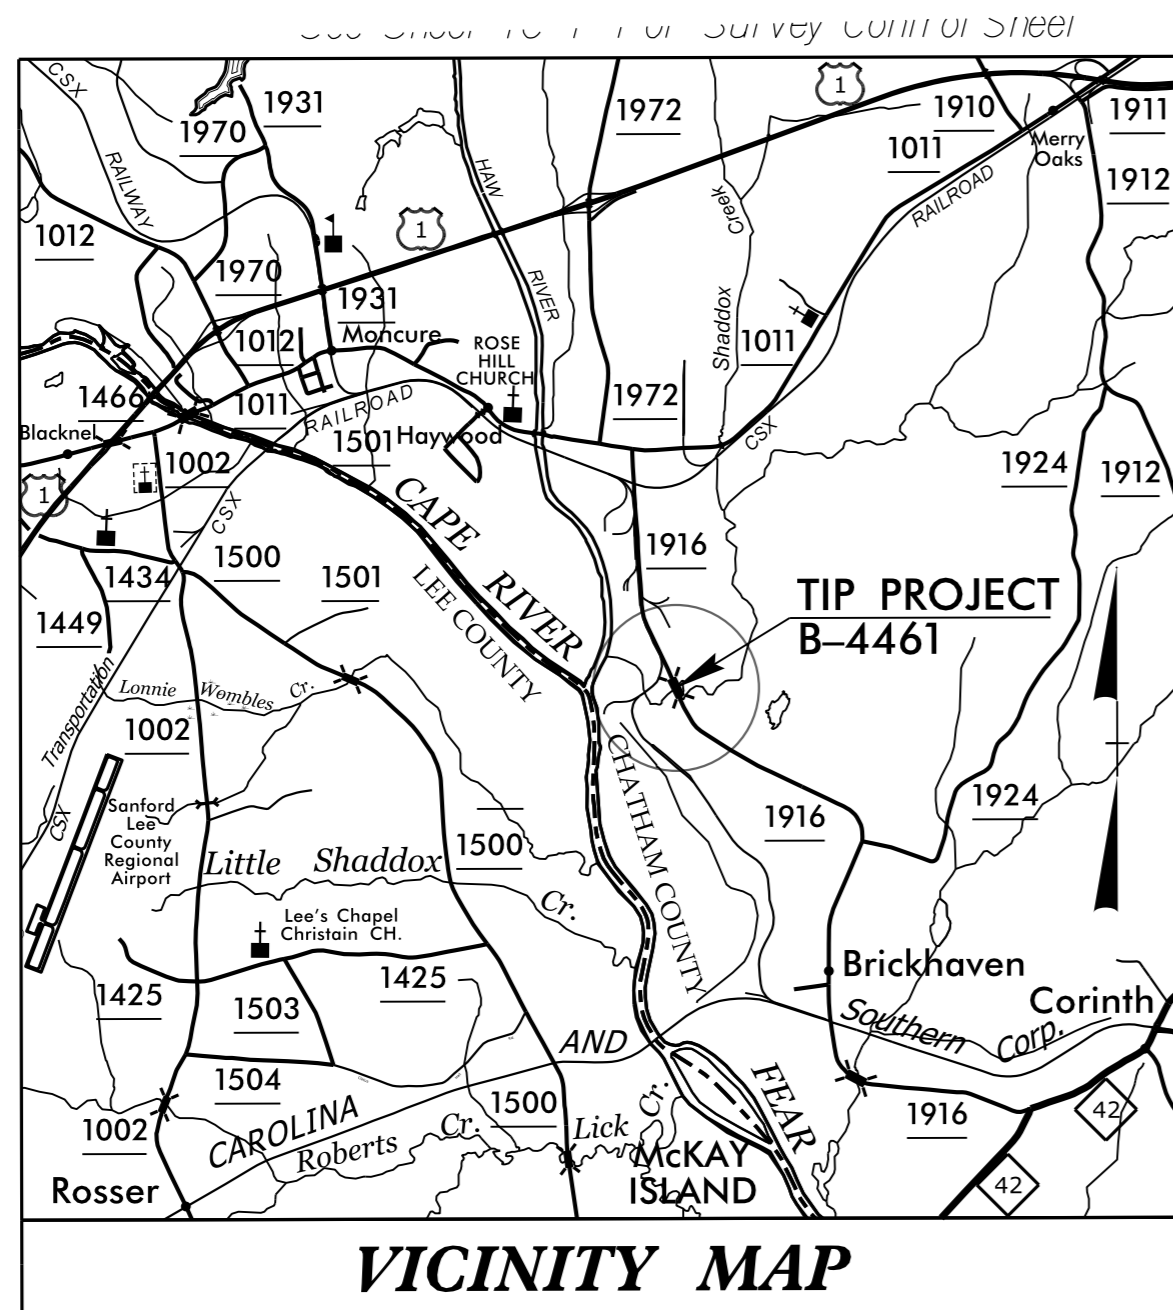 See Sheet 1C-1 For Survey Control Sheet
CSX
1931
1970
1972
1
1910
1911
1011
Merry
Oaks
RAILWAY
HAW
1912
RAILROAD
Creek
1012
1
1970
RIVER
1931
Shaddox
Moncure
1012
ROSE
HILL
CHURCH
1011
1466
1011
RAILROAD
1972
Blacknel
1501
Haywood
CSX
1002
1924
1912
1
CAPE
CSX
1500
1916
1434
1501
LEE COUNTY
RIVER
TIP PROJECT
B–4461
1449
Transportation
Lonnie Wombles Cr.
1002
CHATHAM COUNTY
1924
CSX
Sanford
Lee
County
Regional
Airport
1916
1500
Little Shaddox
Cr.
Lee's Chapel
Christain CH.
Brickhaven
1425
1425
1503
Corinth
Southern
Corp.
AND
1504
FEAR
1500
Cr.
42
1002
CAROLINA
Roberts
Cr.
Lick
1916
McKAY
ISLAND
Rosser
42
VICINITY MAP